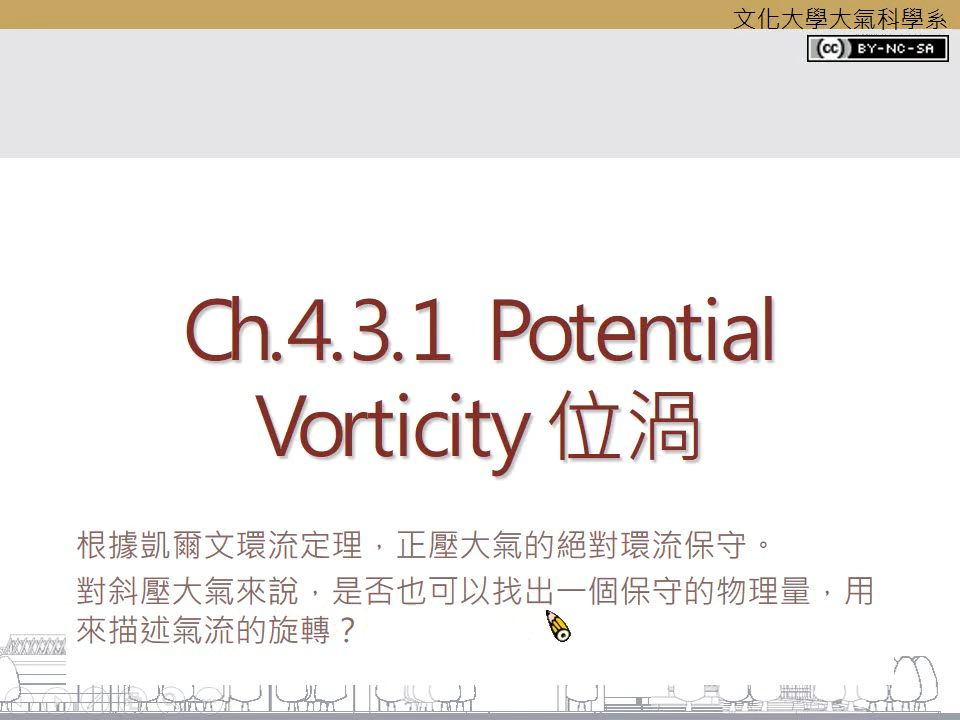 文化大學大氣科學系
(cc) BY-NC-SA
Ch.4.3.1 Potential
Vorticity 位渦
根據凱爾文環流定理，正壓大氣的絕對環流保守。
對斜壓大氣來說，是否也可以找出一個保守的物理量，用
來描述氣流的旋轉？